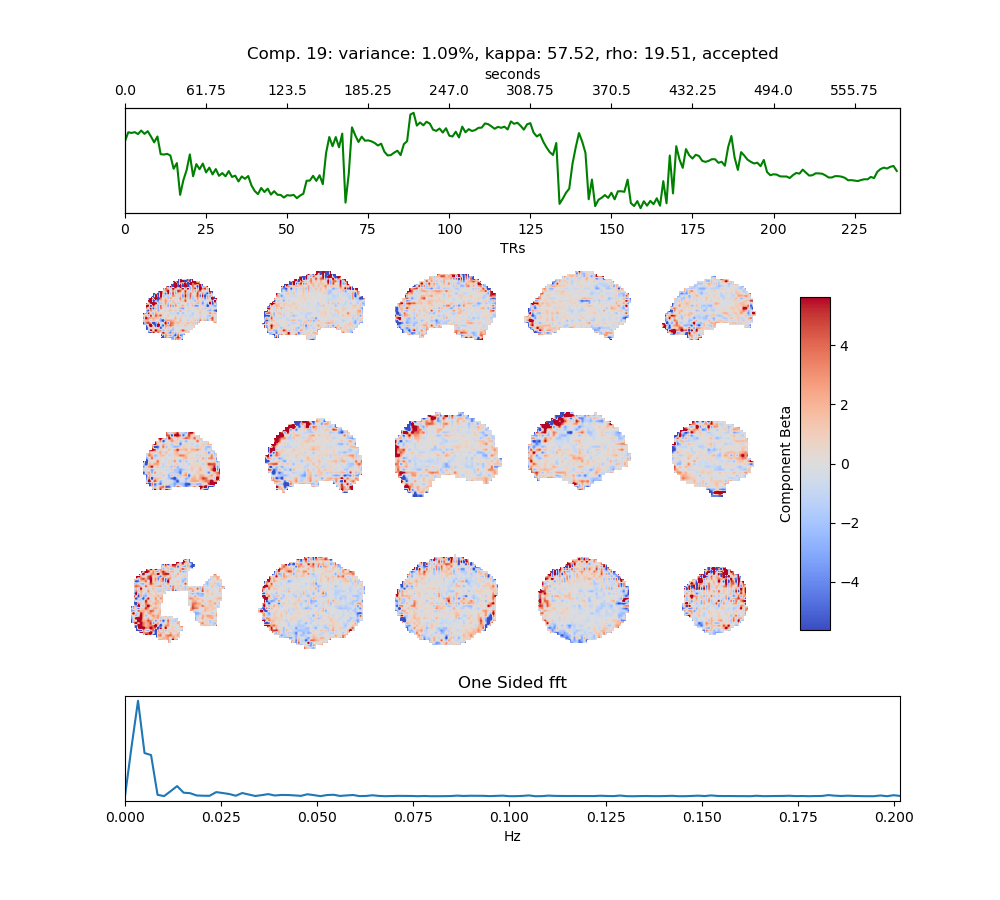 Comp. 19: variance: 1.09%, kappa: 57.52, rho: 19.51, accepted
seconds
0.0 61.75 123.5 185.25 247.0 308.75 370.5 432.25 494.0 555.75
0 25 50 75 100 125 150 175 200 225
TRs
4
2
0
−2
−4
Component Beta
One Sided fft
0.000 0.025 0.050 0.075 0.100 0.125 0.150 0.175 0.200
Hz